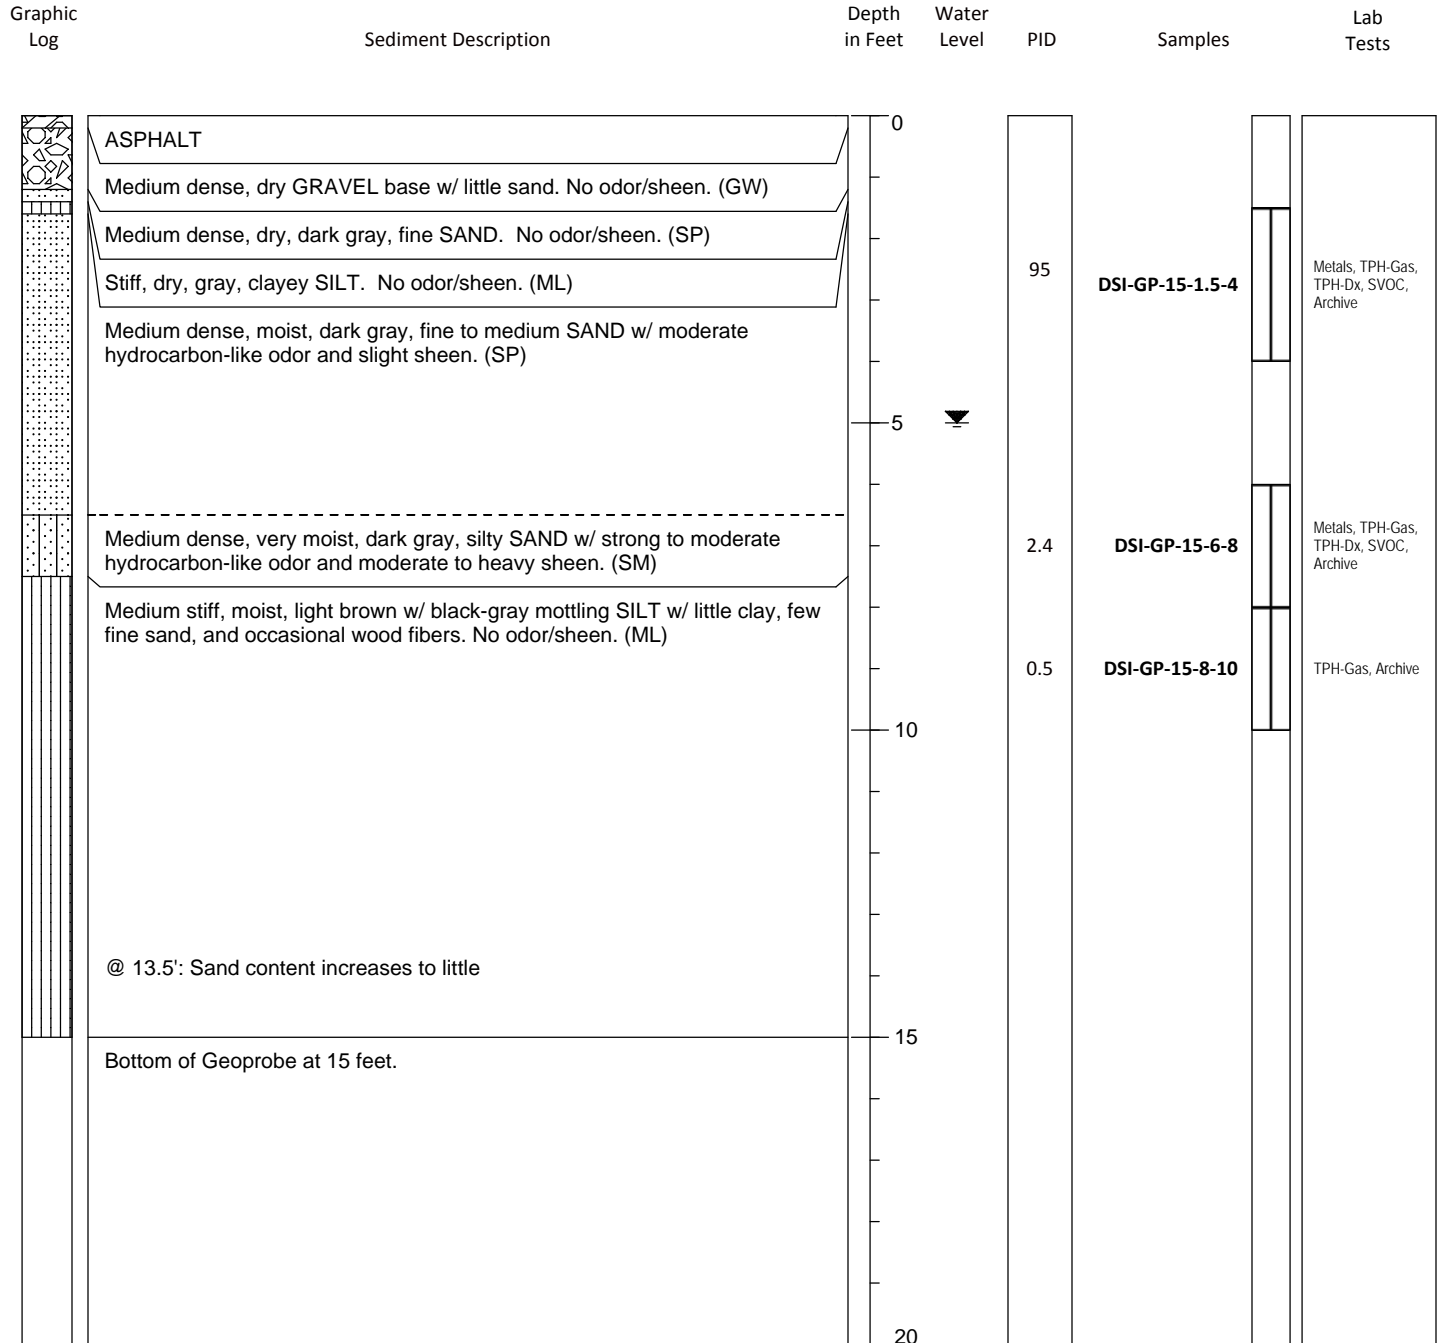 Graphic Log
Sediment Description
Depth in Feet
Water Level
PID
Samples
Lab Tests
0
ASPHALT
Medium dense, dry GRAVEL base w/ little sand. No odor/sheen. (GW)
Medium dense, dry, dark gray, fine SAND. No odor/sheen. (SP)
Stiff, dry, gray, clayey SILT. No odor/sheen. (ML)
95
DSI-GP-15-1.5-4
Metals, TPH-Gas,
TPH-Dx, SVOC,
Archive
Medium dense, moist, dark gray, fine to medium SAND w/ moderate
hydrocarbon-like odor and slight sheen. (SP)
5
Medium dense, very moist, dark gray, silty SAND w/ strong to moderate
hydrocarbon-like odor and moderate to heavy sheen. (SM)
2.4
DSI-GP-15-6-8
Metals, TPH-Gas,
TPH-Dx, SVOC,
Archive
Medium stiff, moist, light brown w/ black-gray mottling SILT w/ little clay, few
fine sand, and occasional wood fibers. No odor/sheen. (ML)
0.5
DSI-GP-15-8-10
TPH-Gas, Archive
10
@ 13.5': Sand content increases to little
15
Bottom of Geoprobe at 15 feet.
20